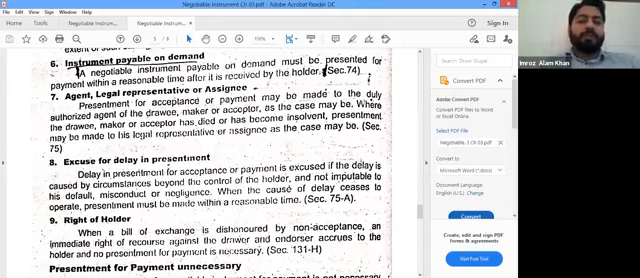 Negotiable Instrument Ch 03.pdf - Adobe Acrobat Reader DC
Home
Tools
Negotiable Instrum...
Negotiable Instrum... ×
Sign In
5 / 8
118%
6. Instrument payable on demand
A negotiable instrument payable on demand must be presented for
payment within a reasonable time after it is received by the holder. (Sec.74)
7. Agent, Legal representative or Assignee
Presentment for acceptance or payment may be made to the duly
authorized agent of the drawee, maker or acceptor, as the case may be. Where
the drawee, makor or acceptor has died or has become insolvent, presentment
may be made to his legal representative or assignee as the case may be. (Sec.
75)
8. Excuse for delay in presentment
Delay in presentment for acceptance or payment is excused if the delay is
caused by circumstances beyond the control of the holder, and not imputable to
his default, misconduct or negligence. When the cause of delay ceases to
operate, presentment must be made within a reasonable time. (Sec. 75-A)
9. Right of Holder
When a bill of exchange is dishonoured by non-acceptance, an
immediate right of recourse against the drawer and endorser accrues to the
holder and no presentment for payment is necessary. (Sec. 131-H)
Presentment for Payment unnecessary
Convert PDF
Adobe Convert PDF
Convert PDF Files to Word
or Excel Online
Select PDF File
Negotiable...t Ch 03.pdf ×
Convert to
Microsoft Word (*.docx)
Document Language:
English (U.S.) Change
Convert
Create, edit and sign PDF
forms & agreements
Start Free Trial
Imroz Alam Khan